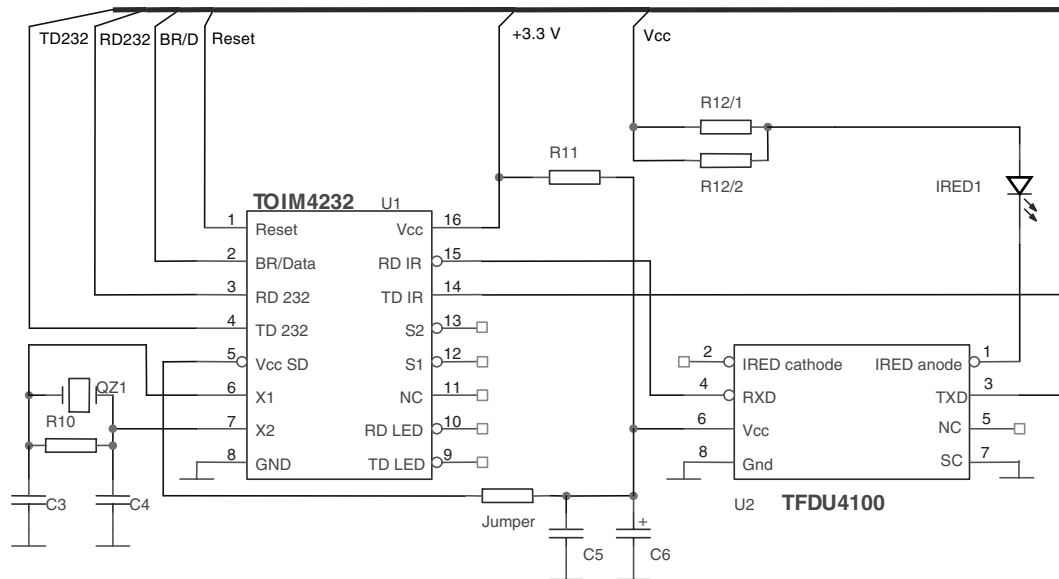 TD232 RD232 BR/D Reset +3.3 V Vcc
R12/1
R11
R12/2
IRED1
TOIM4232 U1
1 Reset Vcc 16
2 BR/Data RD IR 15
3 RD 232 TD IR 14
4 TD 232 S2 13
5 Vcc SD S1 12
6 X1 NC 11
7 X2 RD LED 10
8 GND TD LED 9
QZ1
R10
C3 C4
Jumper
C5 + C6
2 IRED cathode IRED anode 1
4 RXD TXD 3
6 Vcc NC 5
8 Gnd SC 7
U2 TFDU4100